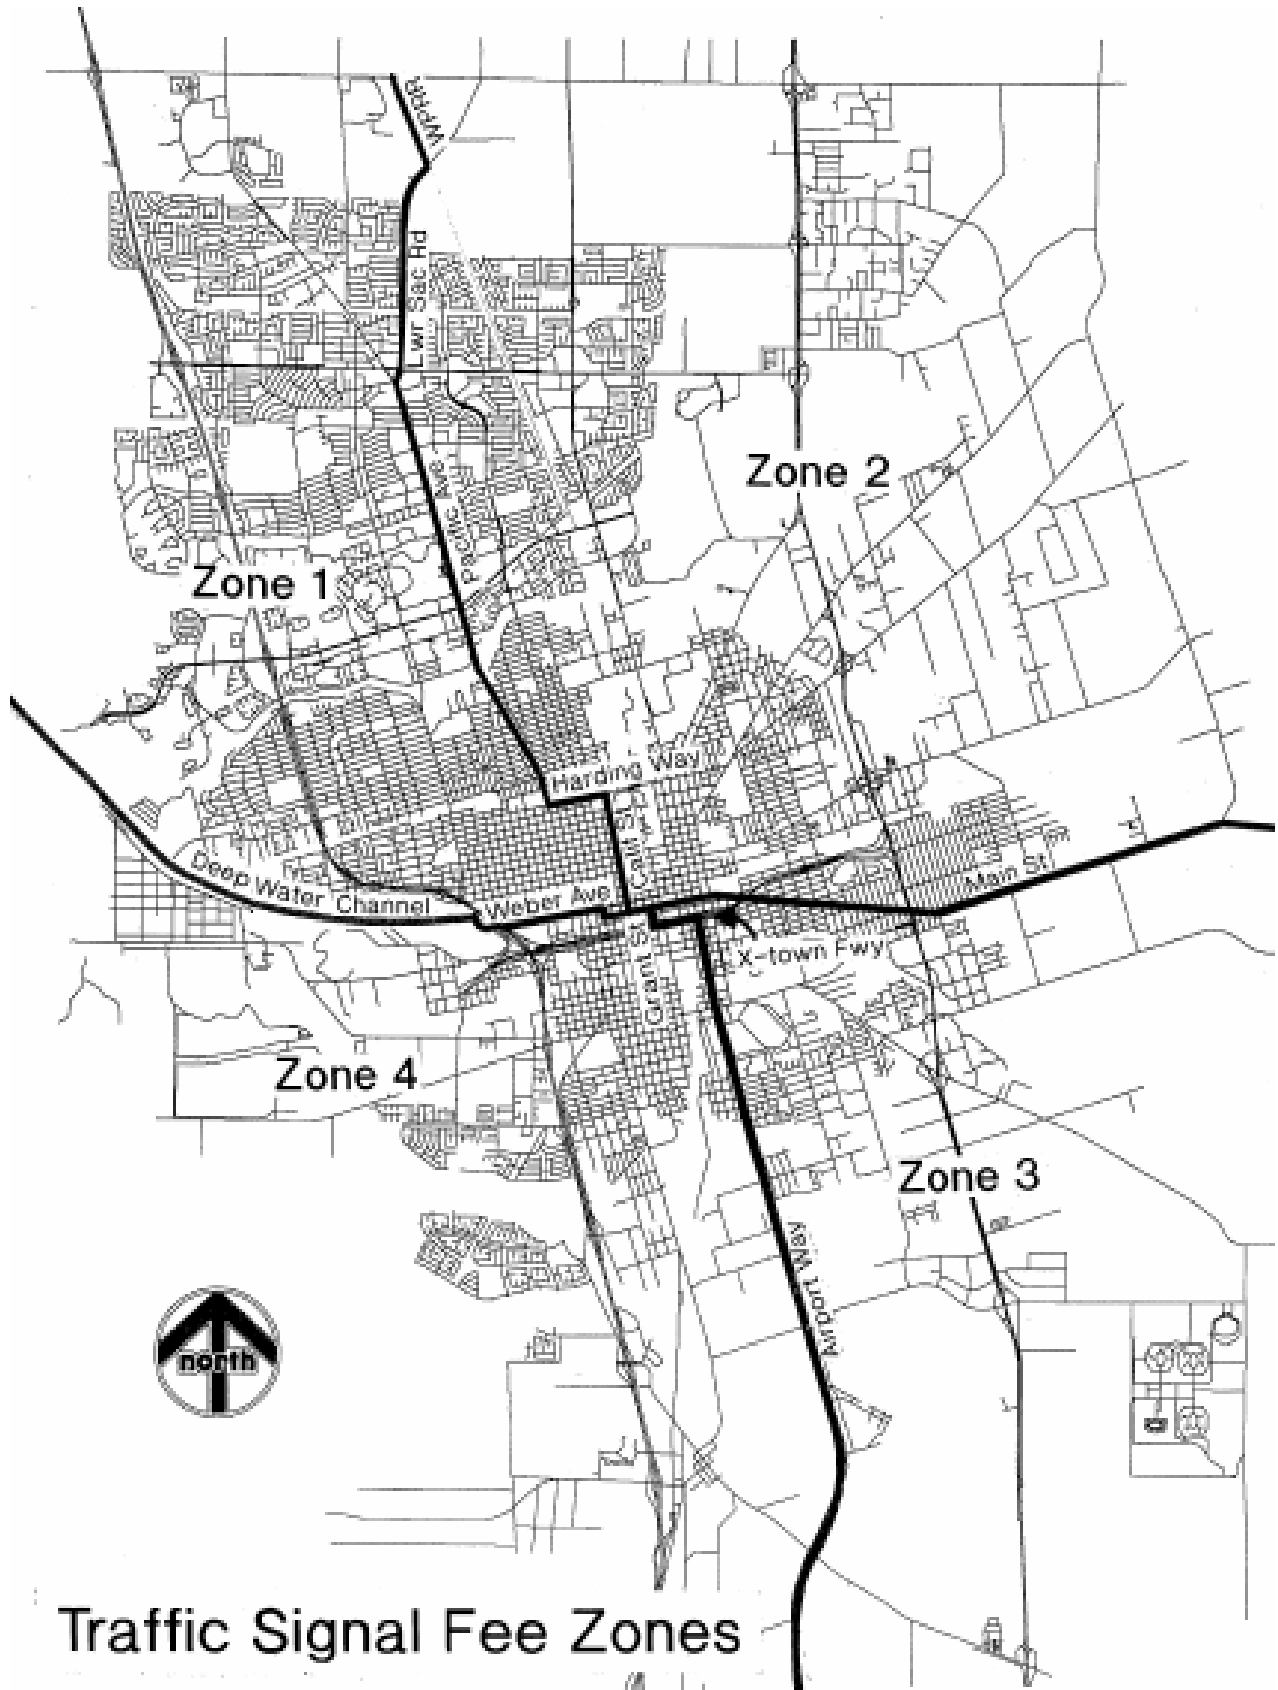 WPRR
Lwr Sac Rd
Zone 2
Pacific Ave
Zone 1
Harding Way
Calif St
Deep Water Channel
Weber Ave
Main St
X-town Fwy
Grant St
Zone 4
Zone 3
Airport Way
north
Traffic Signal Fee Zones